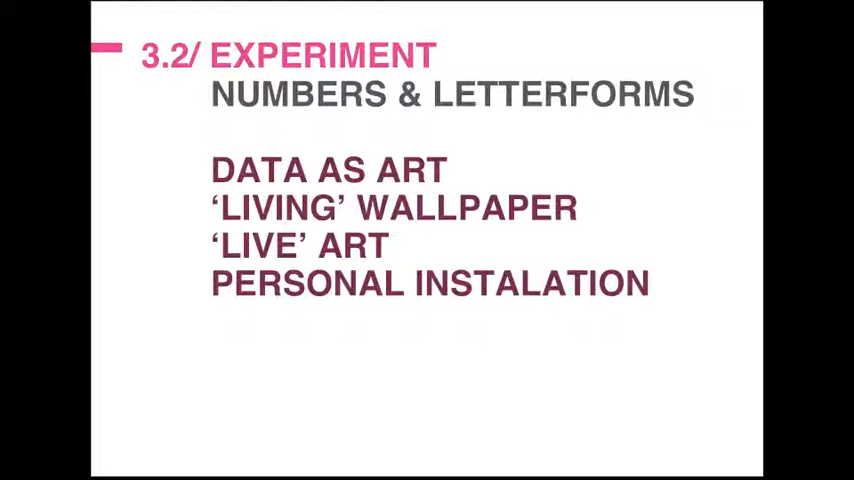 3.2/ EXPERIMENT
NUMBERS & LETTERFORMS
DATA AS ART
‘LIVING’ WALLPAPER
‘LIVE’ ART
PERSONAL INSTALATION